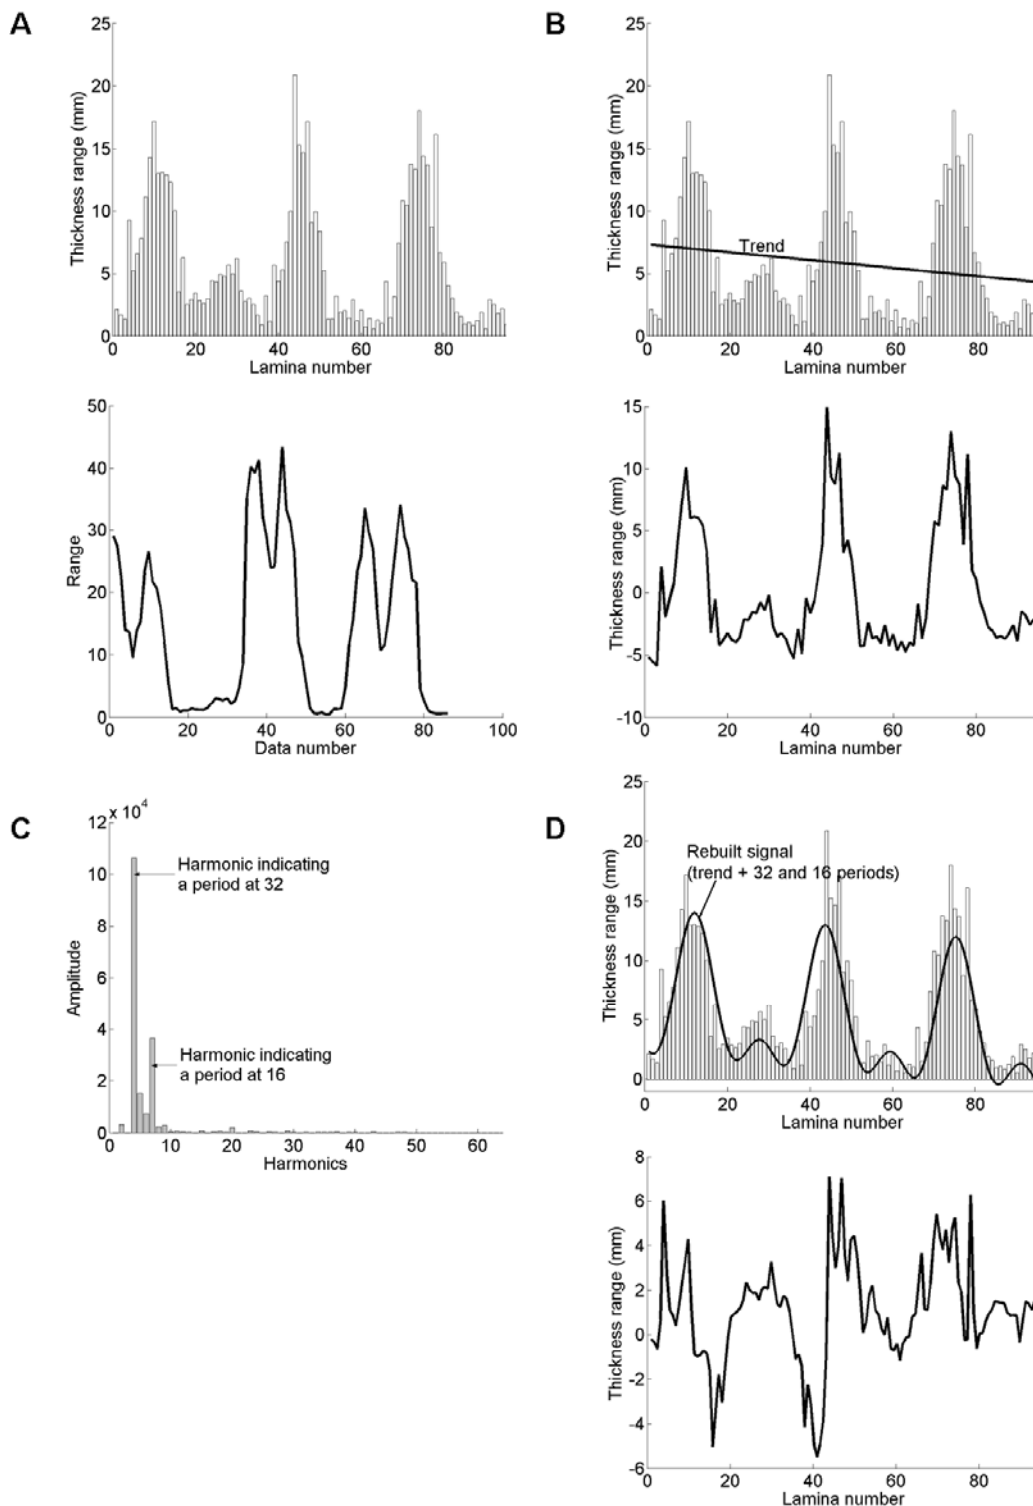 A
25
20
15
10
5
0
Thickness range (mm)
0 20 40 60 80
Lamina number
50
40
30
20
10
0
Range
0 20 40 60 80 100
Data number
B
25
20
15
10
5
0
Thickness range (mm)
Trend
0 20 40 60 80
Lamina number
15
10
5
0
-5
-10
Thickness range (mm)
0 20 40 60 80
Lamina number
C
x 10^4
12
10
8
6
4
2
0
Amplitude
Harmonic indicating
a period at 32
Harmonic indicating
a period at 16
0 10 20 30 40 50 60
Harmonics
D
25
20
15
10
5
0
Thickness range (mm)
Rebuilt signal
(trend + 32 and 16 periods)
0 20 40 60 80
Lamina number
8
6
4
2
0
-2
-4
-6
Thickness range (mm)
0 20 40 60 80
Lamina number